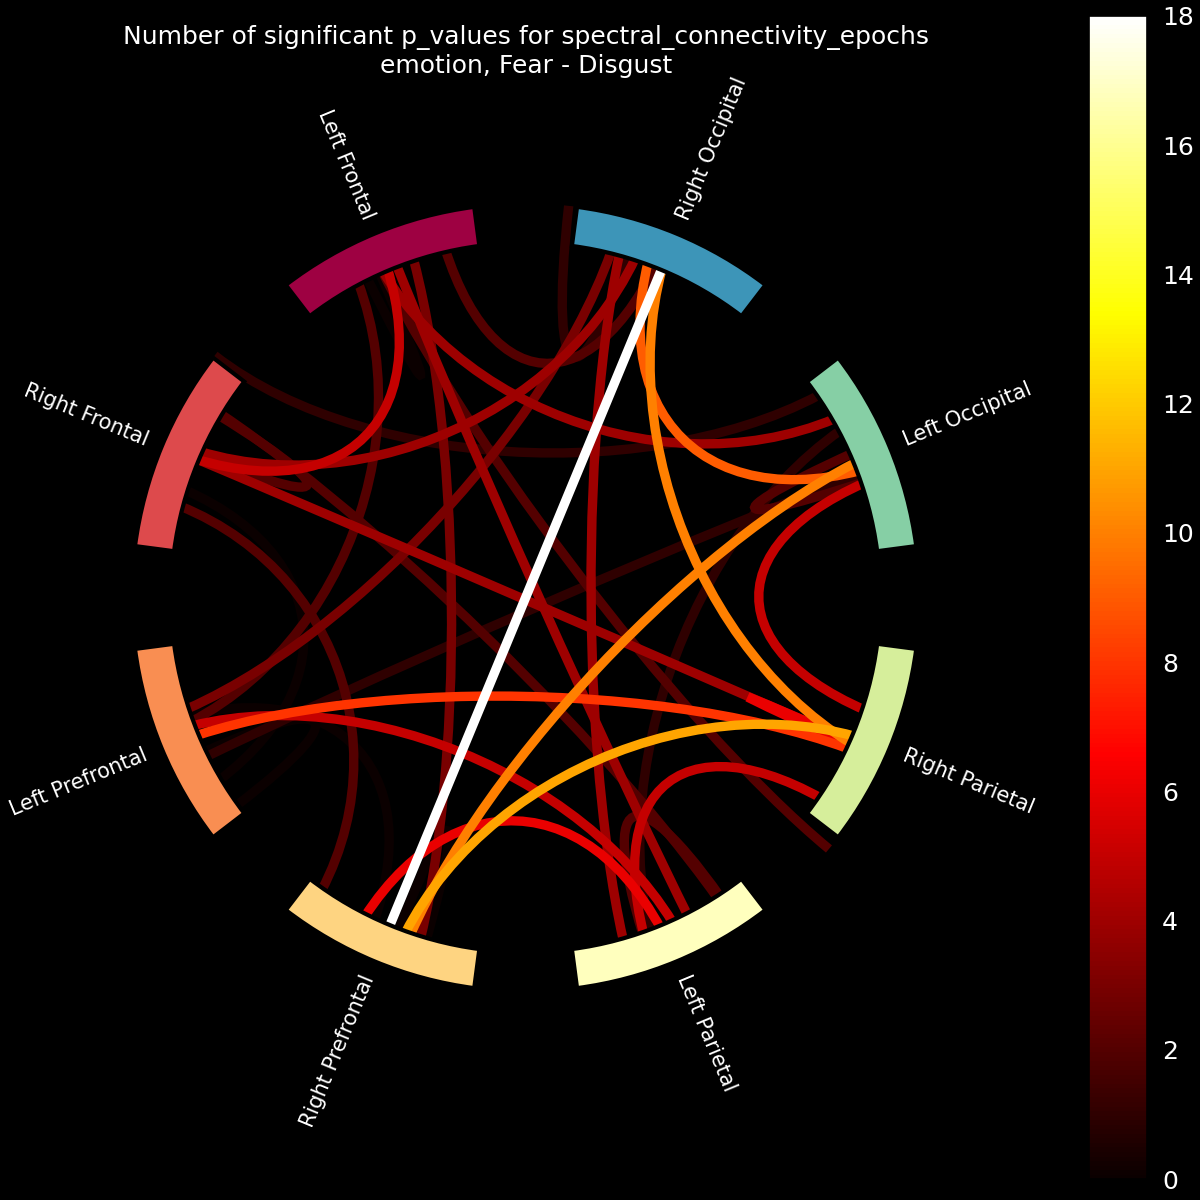 Number of significant p_values for spectral_connectivity_epochs
emotion, Fear - Disgust
Left Frontal
Right Occipital
Right Frontal
Left Occipital
Left Prefrontal
Right Parietal
Right Prefrontal
Left Parietal
18
16
14
12
10
8
6
4
2
0